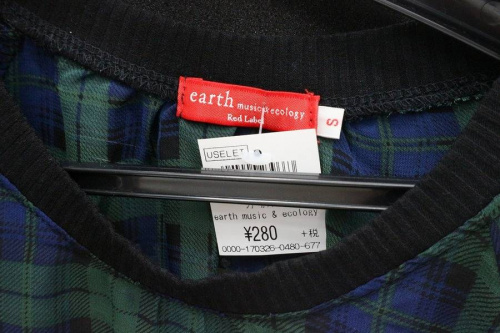 earth music&ecology
Red Label
S
USELET
earth music & ecology
¥280 +税
0000-170326-0480-677